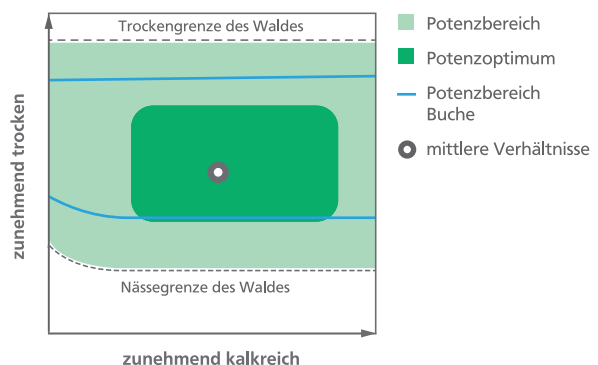 Trockengrenze des Waldes
Nässegrenze des Waldes
zunehmend trocken
zunehmend kalkreich
Potenzbereich
Potenzoptimum
Potenzbereich
Buche
mittlere Verhältnisse